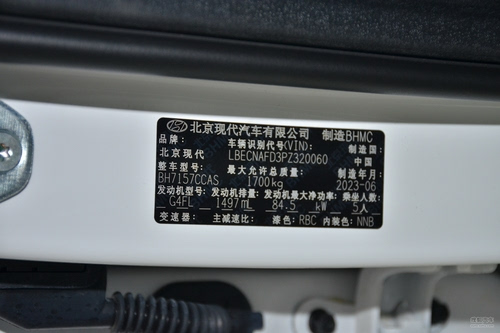 北京现代汽车有限公司 制造BHMC
品牌: 车辆识别代号(VIN): 制造国:
北京现代 LBECNAFD3PZ320060 中国
整车型号: 最大允许总质量: 制造年月:
BH7157CCAS 1700kg 2023-06
发动机型号: 发动机排量: 发动机最大净功率: 乘坐人数:
G4FL 1497mL 84.5 kW 5人
变速器: 主减速比: 漆色: RBC 内装色: NNB